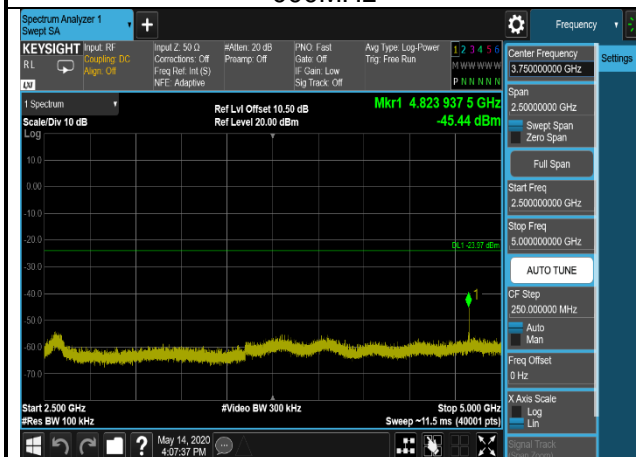 Spectrum Analyzer 1
Swept SA
+
Frequency
KEYSIGHT
RL
LXI
Input: RF
Coupling: DC
Align: Off
Input Z: 50 Ω
Corrections: Off
Freq Ref: Int (S)
NFE: Adaptive
#Atten: 20 dB
Preamp: Off
PNO: Fast
Gate: Off
IF Gain: Low
Sig Track: Off
Avg Type: Log-Power
Trig: Free Run
1 2 3 4 5 6
M W W W W W
P N N N N N
Center Frequency
3.750000000 GHz
Settings
Span
2.50000000 GHz
Swept Span
Zero Span
Full Span
Start Freq
2.500000000 GHz
Stop Freq
5.000000000 GHz
AUTO TUNE
CF Step
250.000000 MHz
Auto
Man
Freq Offset
0 Hz
X Axis Scale
Log
Lin
Signal Track
(Span Zoom)
1 Spectrum
Scale/Div 10 dB
Log
Ref Lvl Offset 10.50 dB
Ref Level 20.00 dBm
Mkr1 4.823 937 5 GHz
-45.44 dBm
10.0
0.00
-10.0
-20.0
-30.0
-40.0
-50.0
-60.0
-70.0
DL1 -23.97 dBm
1
Start 2.500 GHz
#Res BW 100 kHz
#Video BW 300 kHz
Stop 5.000 GHz
Sweep ~11.5 ms (40001 pts)
?
May 14, 2020
4:07:37 PM